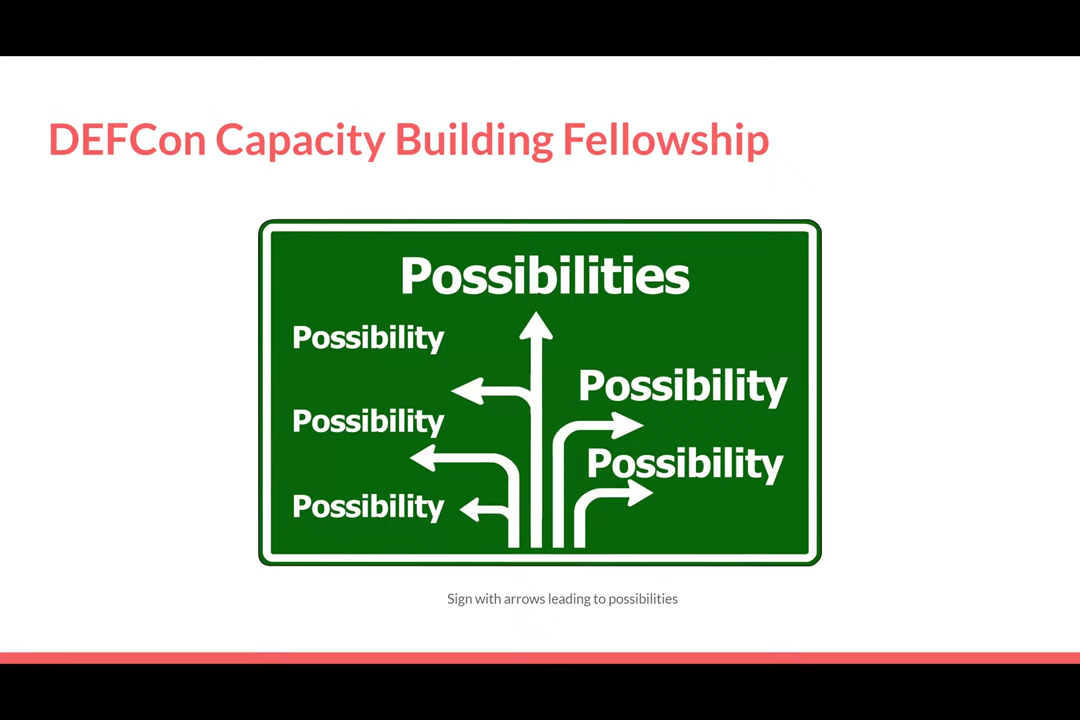 DEFCon Capacity Building Fellowship
Possibilities
Possibility
Possibility
Possibility
Possibility
Possibility
Sign with arrows leading to possibilities